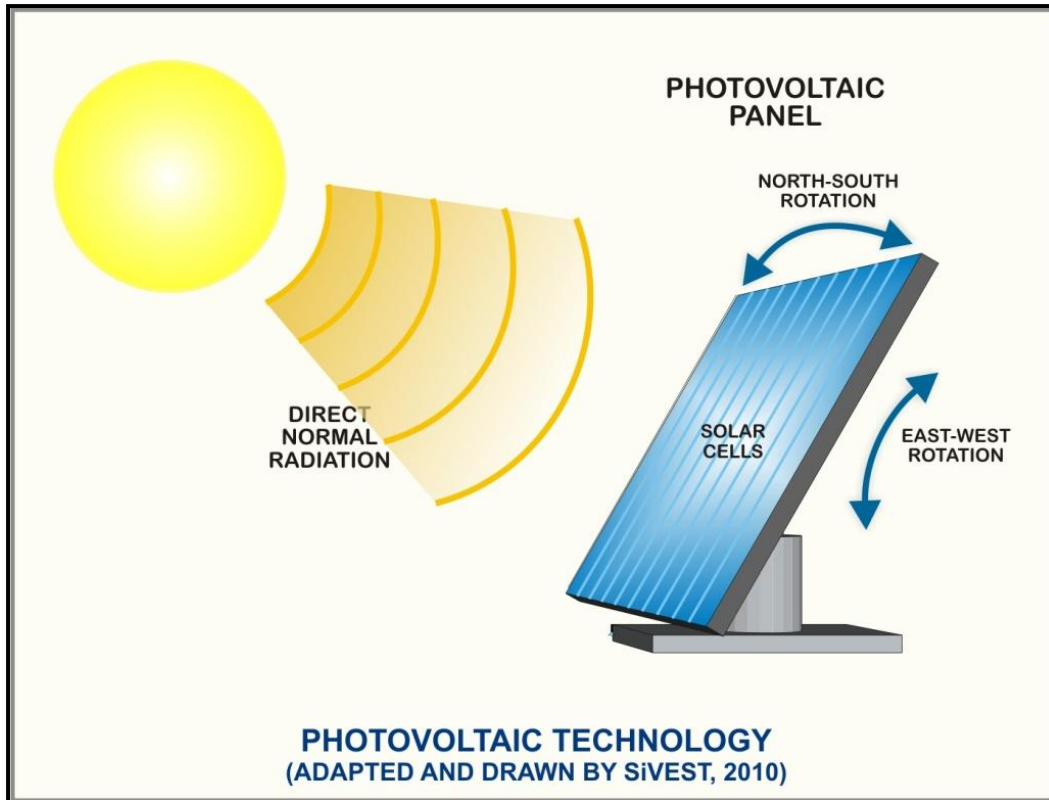 PHOTOVOLTAIC
PANEL
NORTH-SOUTH
ROTATION
DIRECT
NORMAL
RADIATION
SOLAR
CELLS
EAST-WEST
ROTATION
PHOTOVOLTAIC TECHNOLOGY
(ADAPTED AND DRAWN BY SiVEST, 2010)